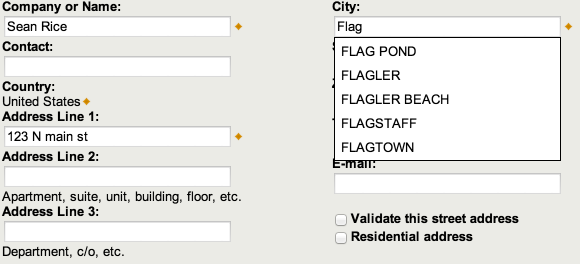 Company or Name:
Sean Rice
Contact:
Country:
United States
Address Line 1:
123 N main st
Address Line 2:
Apartment, suite, unit, building, floor, etc.
Address Line 3:
Department, c/o, etc.
City:
Flag
FLAG POND
FLAGLER
FLAGLER BEACH
FLAGSTAFF
FLAGTOWN
E-mail:
Validate this street address
Residential address